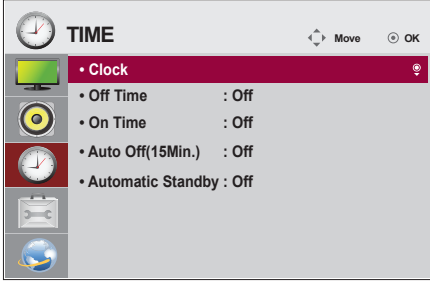 TIME
Move
OK
• Clock
• Off Time : Off
• On Time : Off
• Auto Off(15Min.) : Off
• Automatic Standby : Off